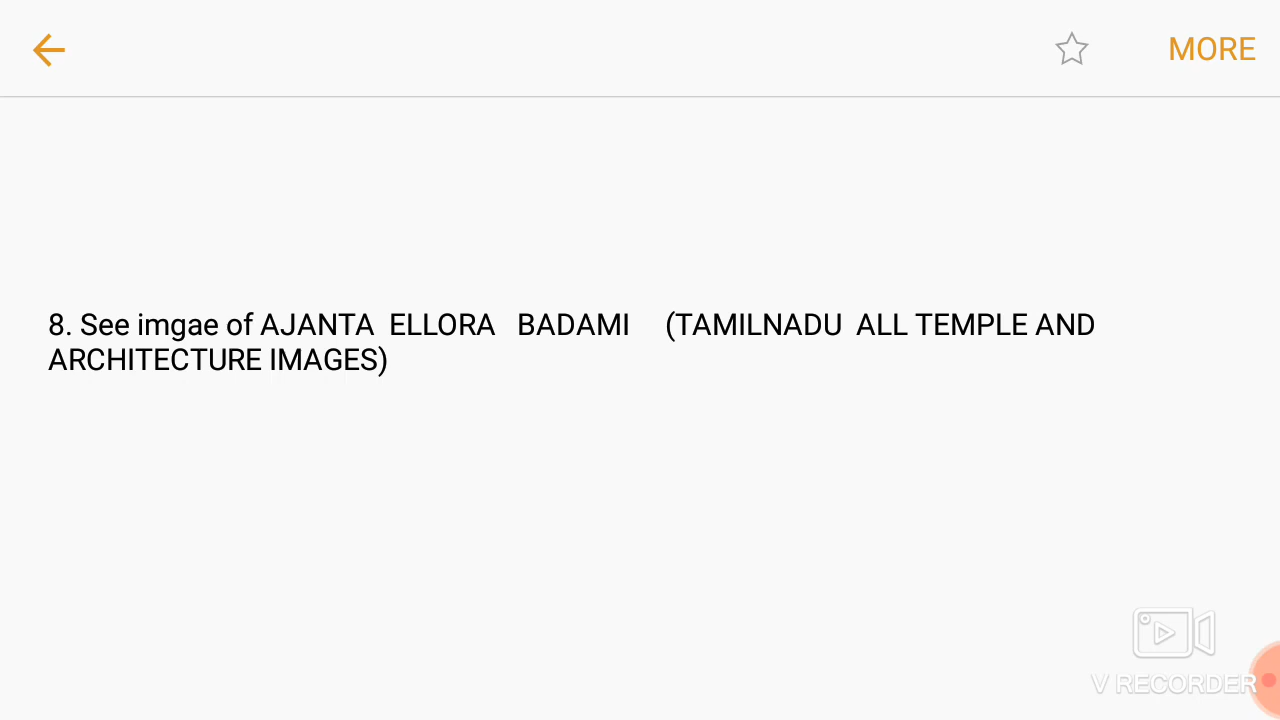 MORE
8. See imgae of AJANTA  ELLORA   BADAMI     (TAMILNADU  ALL TEMPLE AND
ARCHITECTURE IMAGES)
V RECORDER